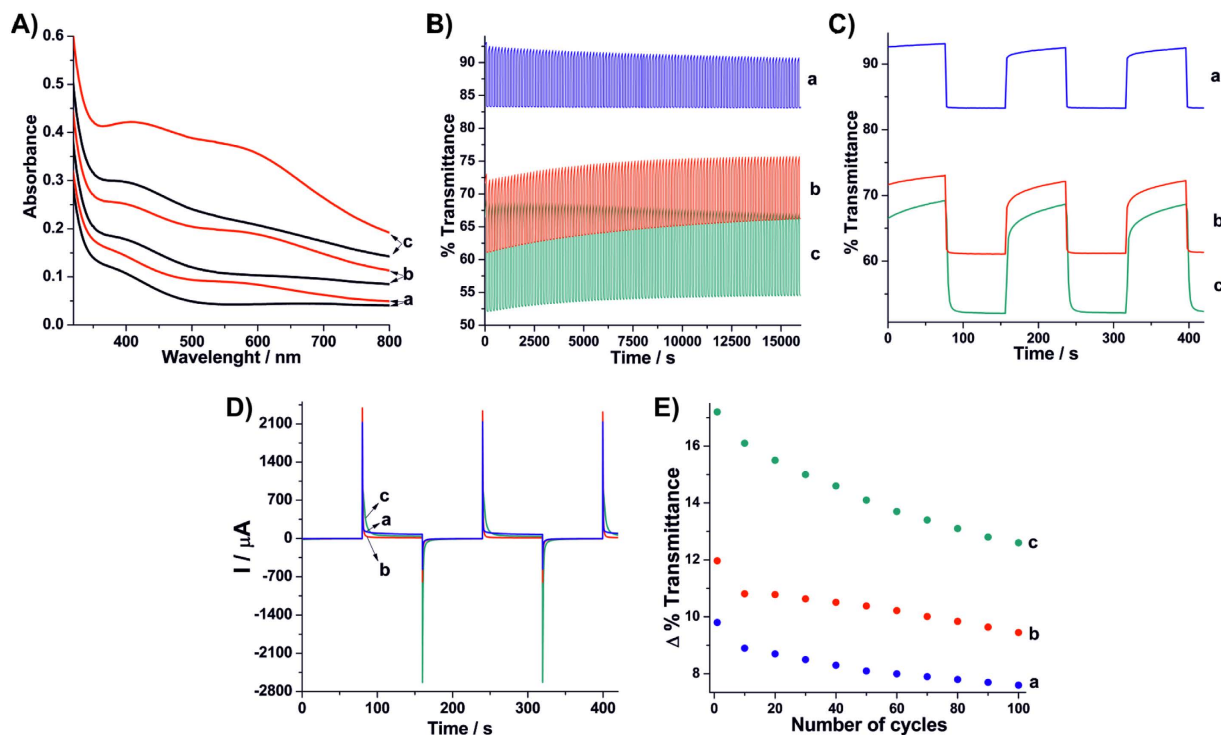 A)
0.6
0.5
0.4
0.3
0.2
0.1
0.0
Absorbance
400 500 600 700 800
Wavelenght / nm
c
b
a
B)
90
85
80
75
70
65
60
55
50
% Transmittance
0 2500 5000 7500 10000 12500 15000
Time / s
a
b
c
C)
90
80
70
60
% Transmittance
0 100 200 300 400
Time / s
a
b
c
D)
2100
1400
700
0
-700
-1400
-2100
-2800
I / μA
0 100 200 300 400
Time / s
c
a
b
E)
16
14
12
10
8
Δ % Transmittance
0 20 40 60 80 100
Number of cycles
c
b
a